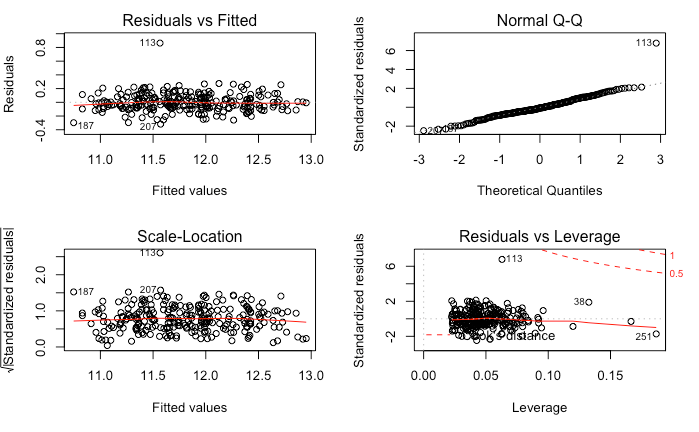 Residuals vs Fitted
Residuals
-0.4 0.2 0.8
113
187
207
11.0 11.5 12.0 12.5 13.0
Fitted values
Normal Q-Q
Standardized residuals
-2 2 4 6
113
-3 -2 -1 0 1 2 3
Theoretical Quantiles
Scale-Location
√|Standardized residuals|
0.0 1.0 2.0
113
187
207
11.0 11.5 12.0 12.5 13.0
Fitted values
Residuals vs Leverage
Standardized residuals
-2 2 6
113
38
251
1
0.5
Cook's distance
0.00 0.05 0.10 0.15
Leverage